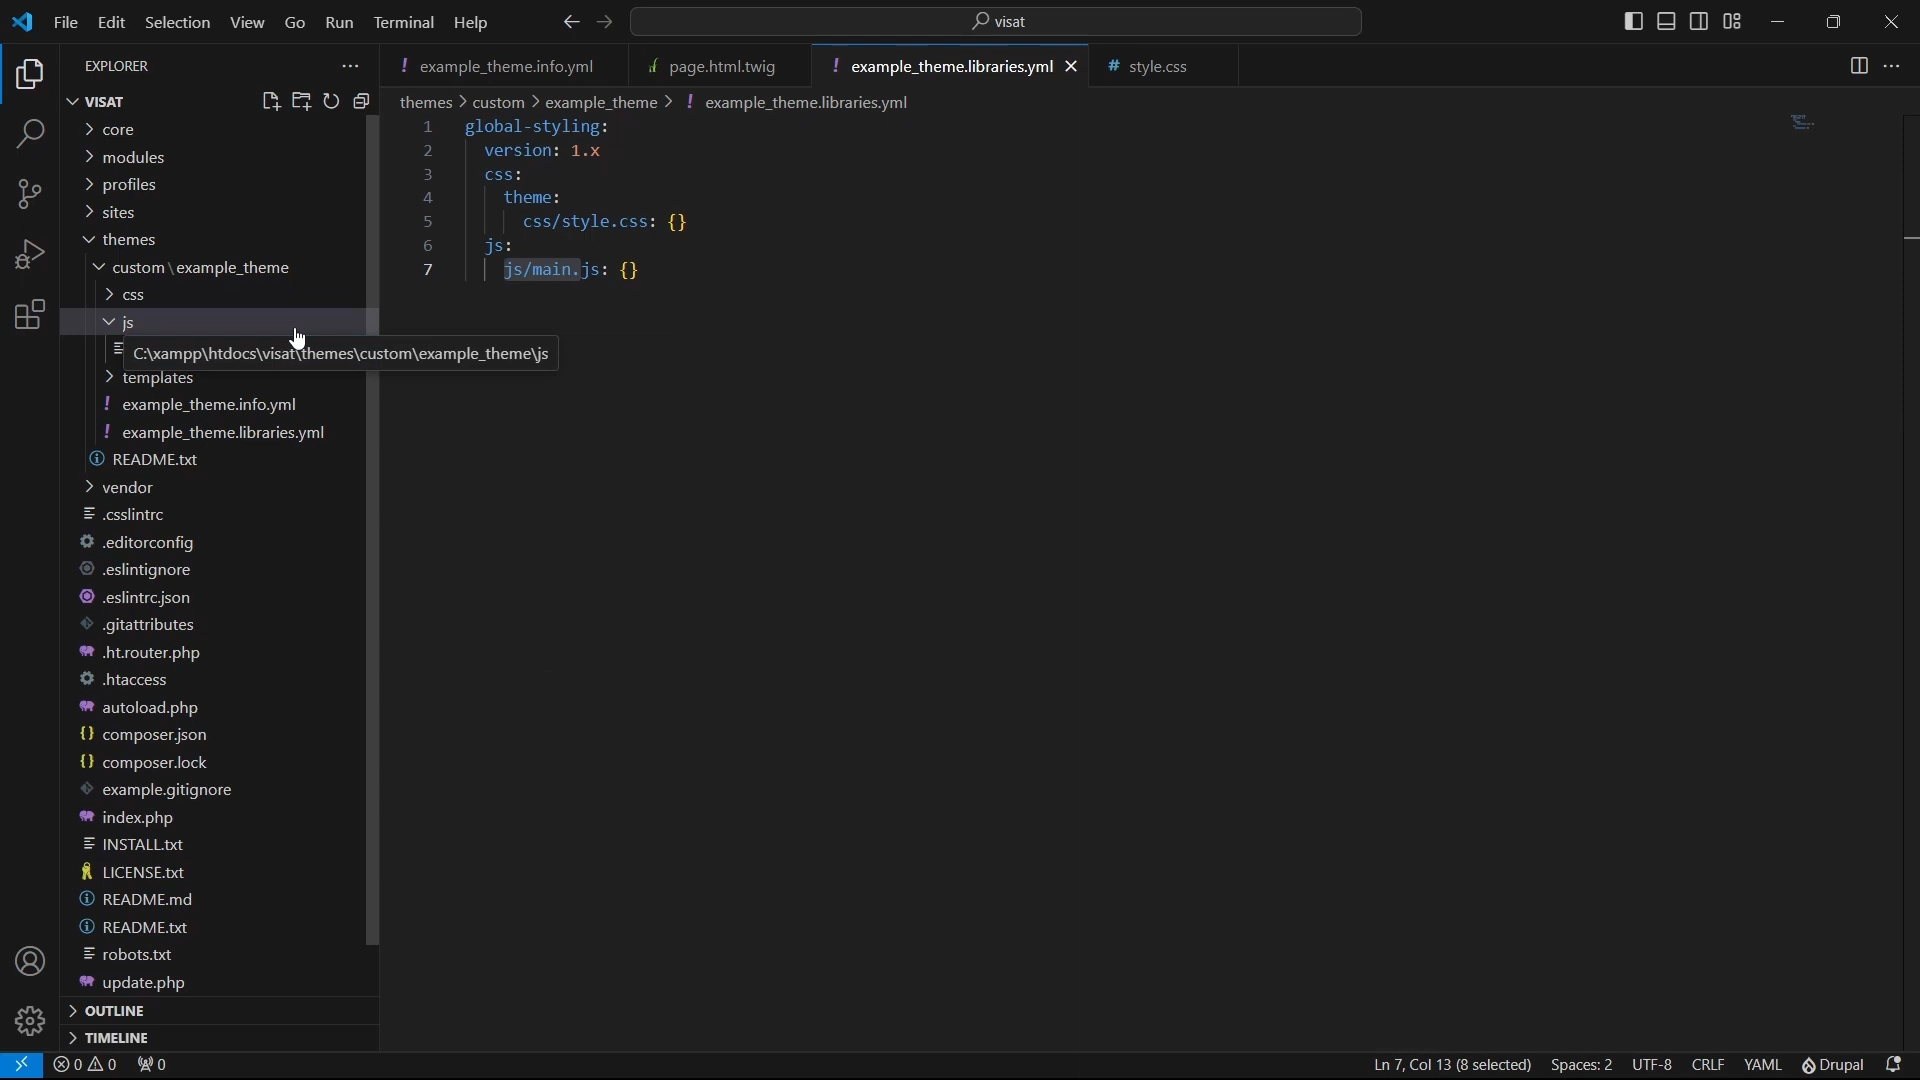 File Edit Selection View Go Run Terminal Help
visat
EXPLORER
example_theme.info.yml
page.html.twig
example_theme.libraries.yml
style.css
VISAT
core
modules
profiles
sites
themes
custom\example_theme
css
js
C:\xampp\htdocs\visat\themes\custom\example_theme\js
templates
example_theme.info.yml
example_theme.libraries.yml
README.txt
vendor
.csslintrc
.editorconfig
.eslintignore
.eslintrc.json
.gitattributes
.ht.router.php
.htaccess
autoload.php
composer.json
composer.lock
example.gitignore
index.php
INSTALL.txt
LICENSE.txt
README.md
README.txt
robots.txt
update.php
OUTLINE
TIMELINE
themes > custom > example_theme > ! example_theme.libraries.yml
1 global-styling:
2 version: 1.x
3 css:
4 theme:
5 css/style.css: {}
6 js:
7 js/main.js: {}
0 0 0
Ln 7, Col 13 (8 selected) Spaces: 2 UTF-8 CRLF YAML Drupal